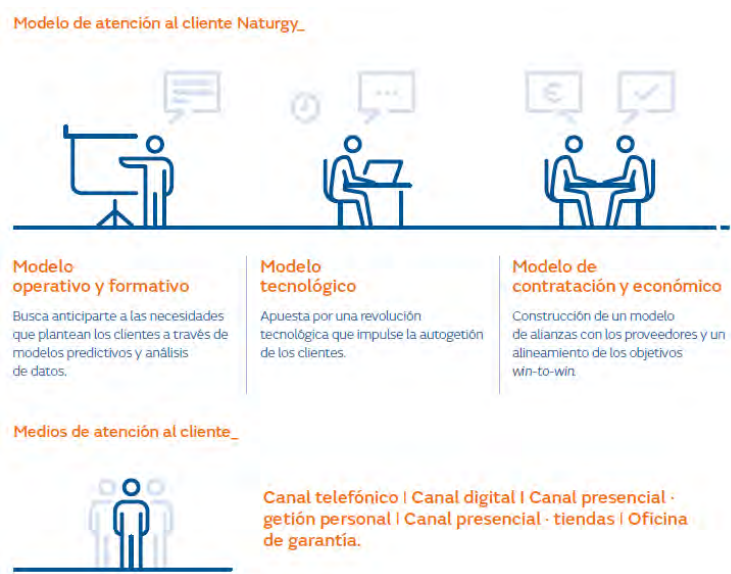 Modelo de atención al cliente Naturgy_
€
Modelo
operativo y formativo
Busca anticiparte a las necesidades
que plantean los clientes a través de
modelos predictivos y análisis
de datos.
Modelo
tecnológico
Apuesta por una revolución
tecnológica que impulse la autogetión
de los clientes.
Modelo de
contratación y económico
Construcción de un modelo
de alianzas con los proveedores y un
alineamiento de los objetivos
win-to-win.
Medios de atención al cliente_
Canal telefónico | Canal digital | Canal presencial ·
getión personal | Canal presencial · tiendas | Oficina
de garantía.